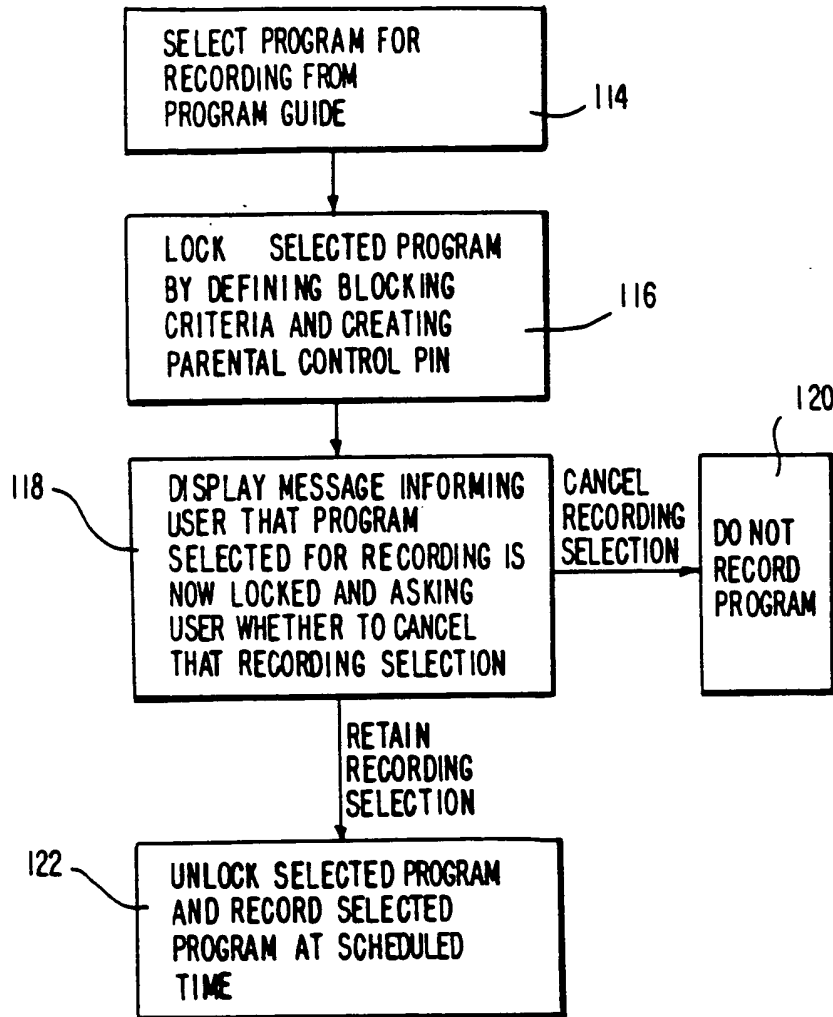 SELECT PROGRAM FOR
RECORDING FROM
PROGRAM GUIDE
114
LOCK SELECTED PROGRAM
BY DEFINING BLOCKING
CRITERIA AND CREATING
PARENTAL CONTROL PIN
116
118
DISPLAY MESSAGE INFORMING
USER THAT PROGRAM
SELECTED FOR RECORDING IS
NOW LOCKED AND ASKING
USER WHETHER TO CANCEL
THAT RECORDING SELECTION
CANCEL
RECORDING
SELECTION
120
DO NOT
RECORD
PROGRAM
RETAIN
RECORDING
SELECTION
122
UNLOCK SELECTED PROGRAM
AND RECORD SELECTED
PROGRAM AT SCHEDULED
TIME